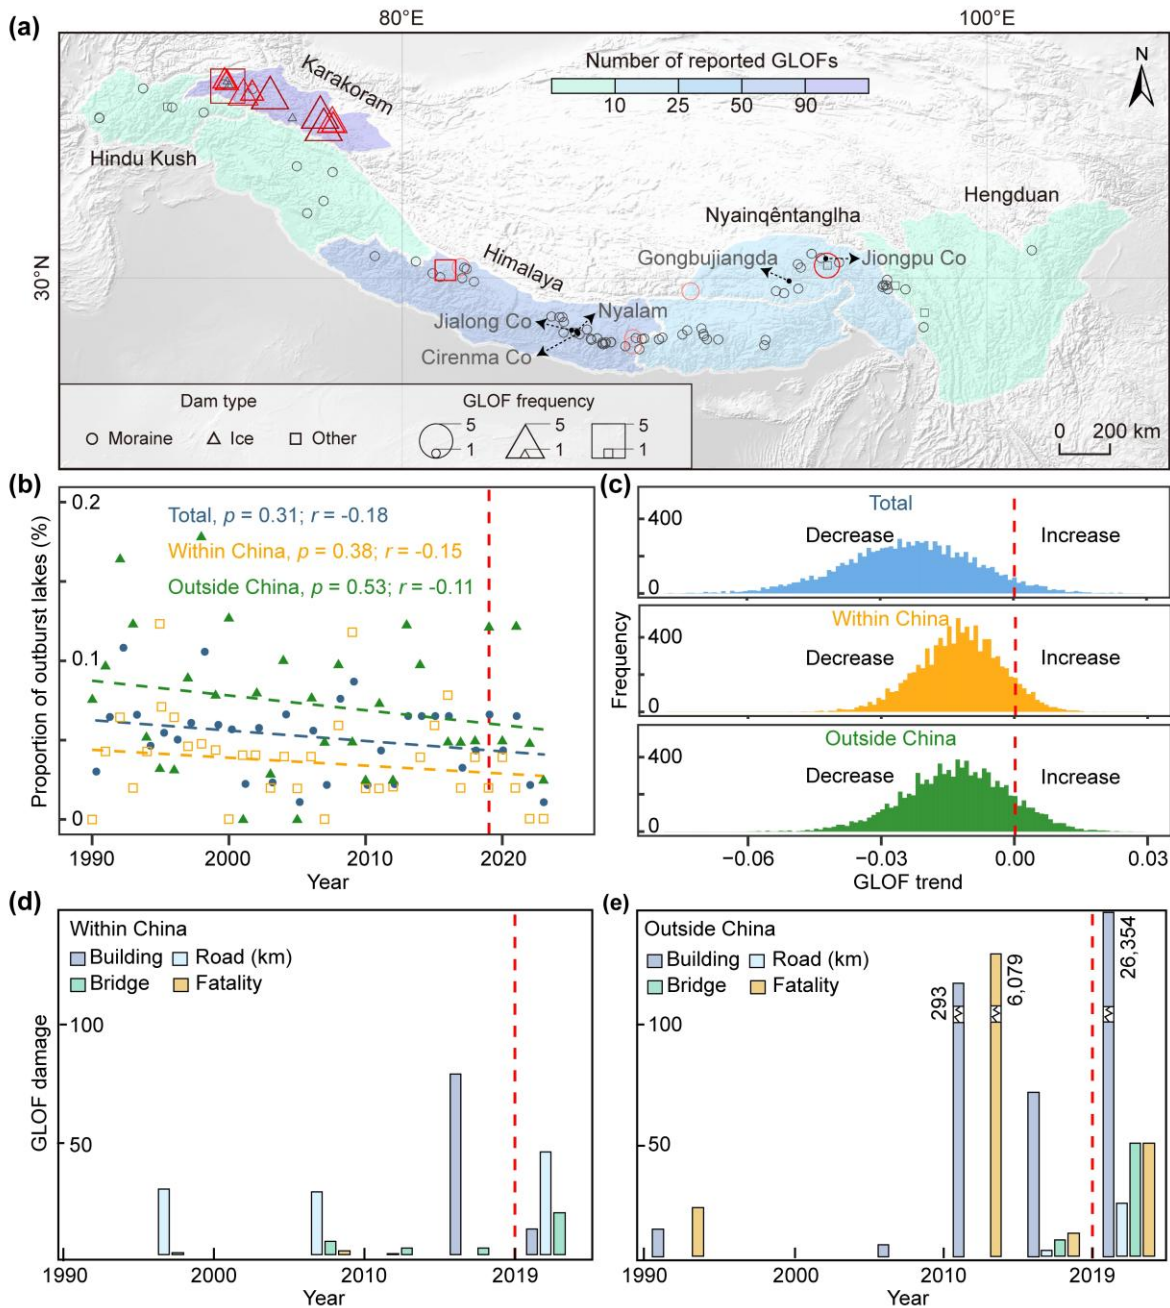 80°E
100°E
(a)
N
Number of reported GLOFs
10
25
50
90
Karakoram
Hindu Kush
Hengduan
Nyainqêntanglha
Gongbujiangda
Jiongpu Co
30°N
Himalaya
Nyalam
Jialong Co
Cirenma Co
Dam type
GLOF frequency
Moraine
Ice
Other
5
1
5
1
5
1
0
200 km
(b)
0.2
0.1
0
Proportion of outburst lakes (%)
Total, p = 0.31; r = -0.18
Within China, p = 0.38; r = -0.15
Outside China, p = 0.53; r = -0.11
1990
2000
2010
2020
Year
(c)
Total
400
0
Decrease
Increase
Within China
400
0
Decrease
Increase
Outside China
400
0
Decrease
Increase
Frequency
−0.06
−0.03
0.00
0.03
GLOF trend
(d)
Within China
Building
Road (km)
Bridge
Fatality
100
50
GLOF damage
1990
2000
2010
2019
Year
(e)
Outside China
Building
Road (km)
Bridge
Fatality
293
6,079
26,354
100
50
1990
2000
2010
2019
Year